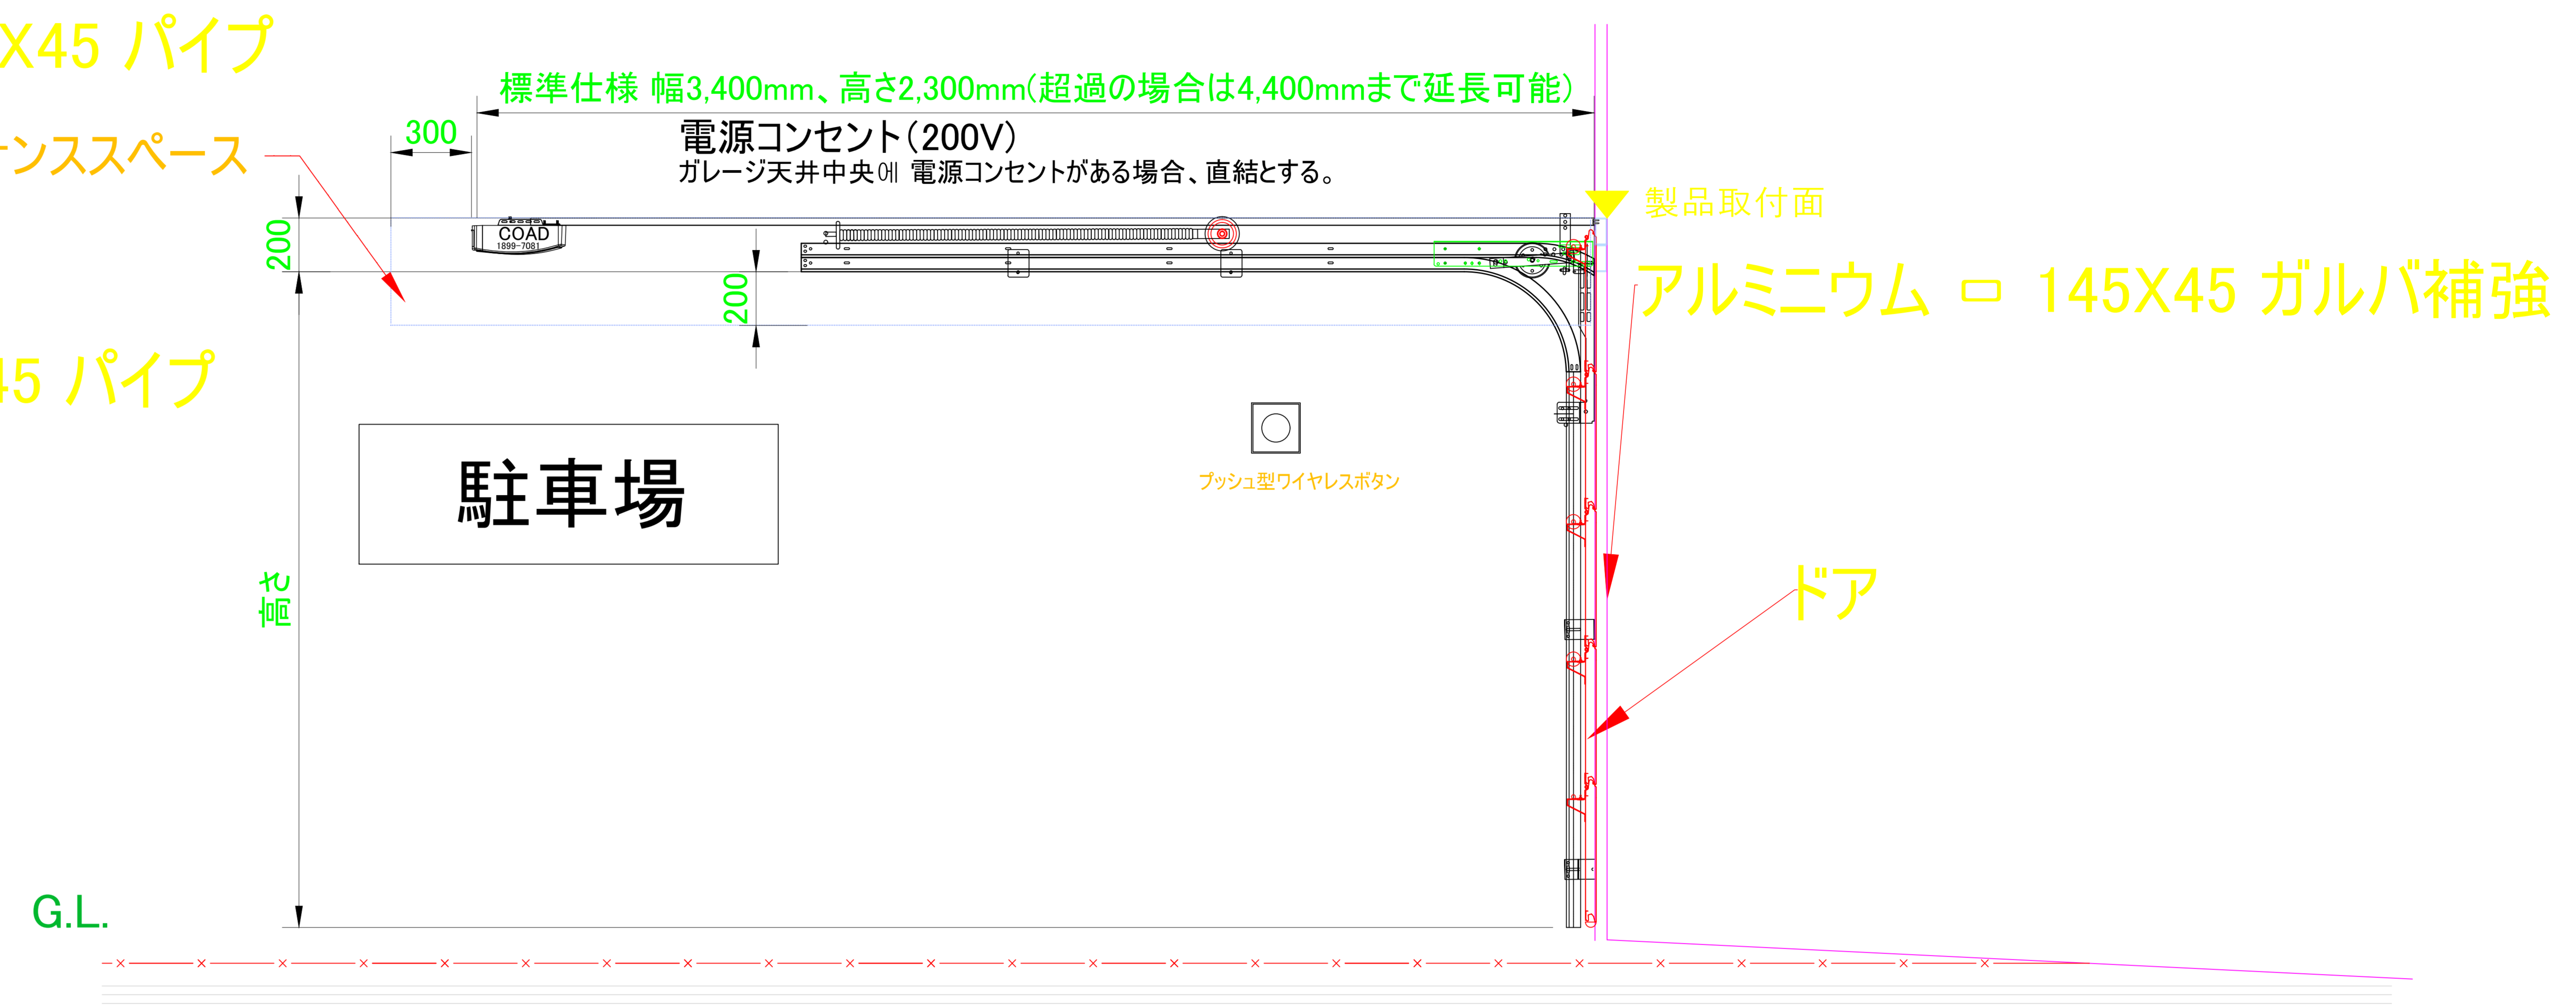 X45 パイプ
標準仕様 幅3,400mm、高さ2,300mm(超過の場合は4,400mmまで延長可能)
300
電源コンセント(200V)
ンススペース
ガレージ天井中央에 電源コンセントがある場合、直結とする。
製品取付面
200
COAD
1899-7081
200
アルミニウム ㅁ 145X45 ガルバ補強
45 パイプ
駐車場
プッシュ型ワイヤレスボタン
高さ
ドア
G.L.